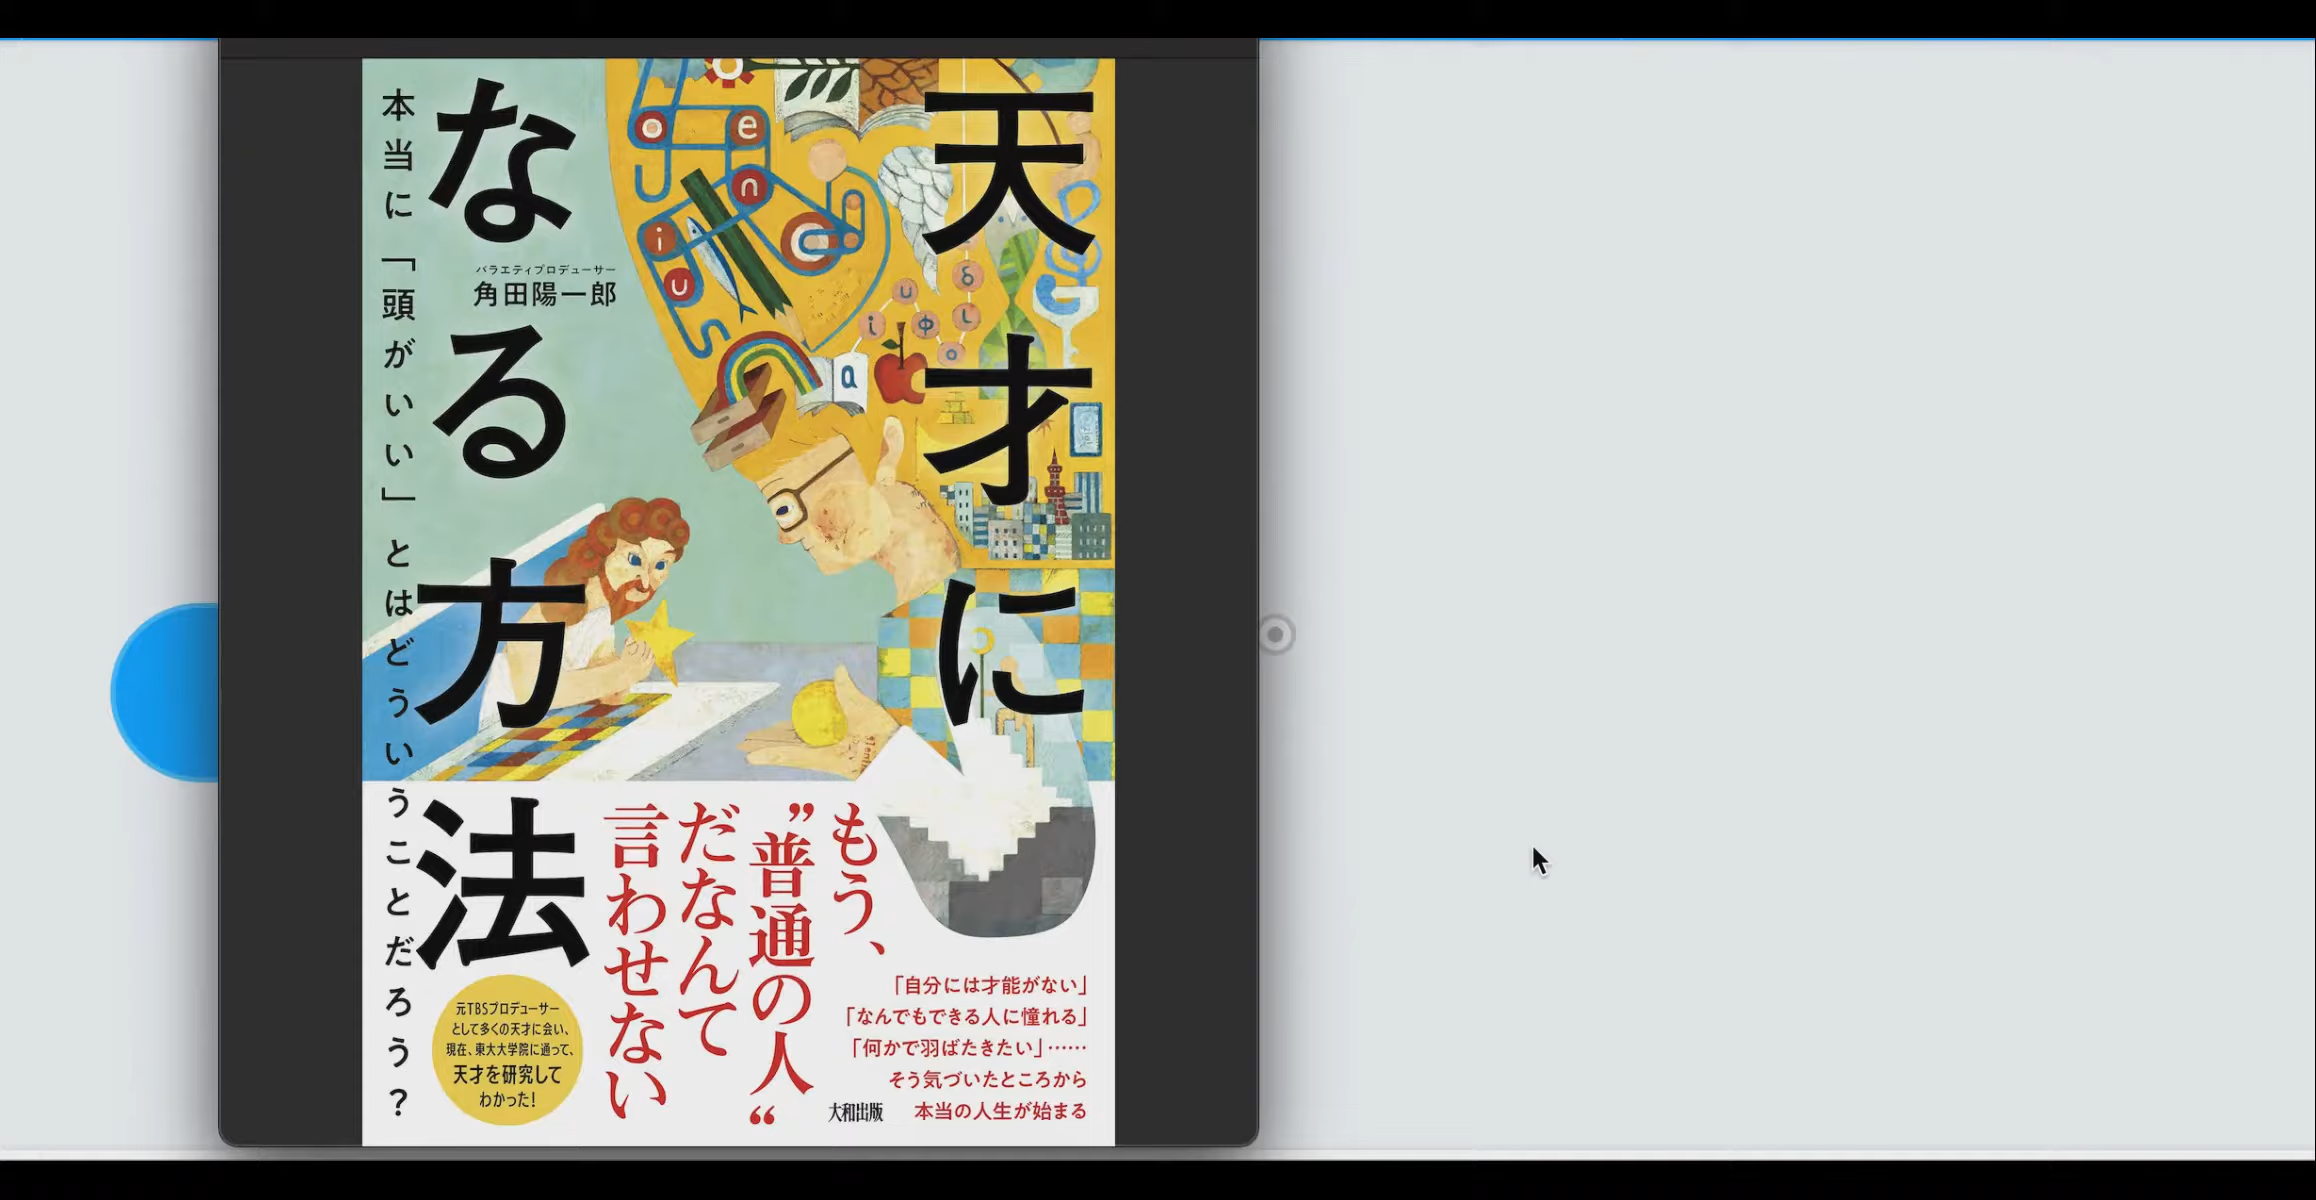 天才に
なる方法
本当に「頭がいい」とはどういうことだろう？
バラエティプロデューサー
角田陽一郎
o
e
n
i
u
s
G
δ
u
ι
i
φ
o
a
もう、
”普通の人“
だなんて
言わせない
「自分には才能がない」
「なんでもできる人に憧れる」
「何かで羽ばたきたい」……
そう気づいたところから
本当の人生が始まる
大和出版
元TBSプロデューサー
として多くの天才に会い、
現在、東大大学院に通って、
天才を研究して
わかった！